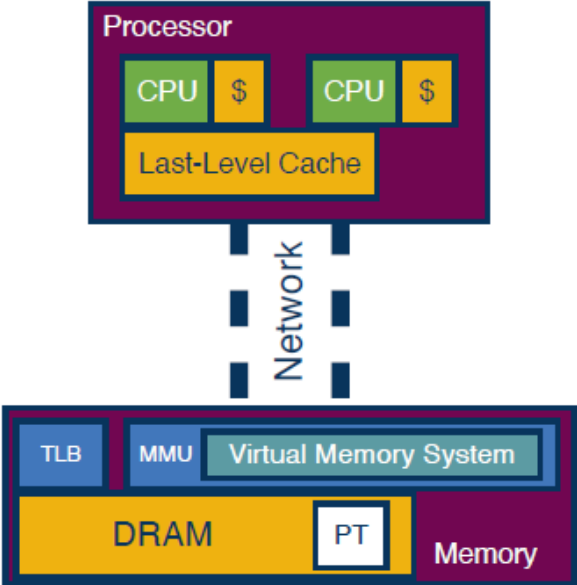 Processor
CPU $ CPU $
Last-Level Cache
Network
TLB MMU Virtual Memory System
DRAM PT
Memory